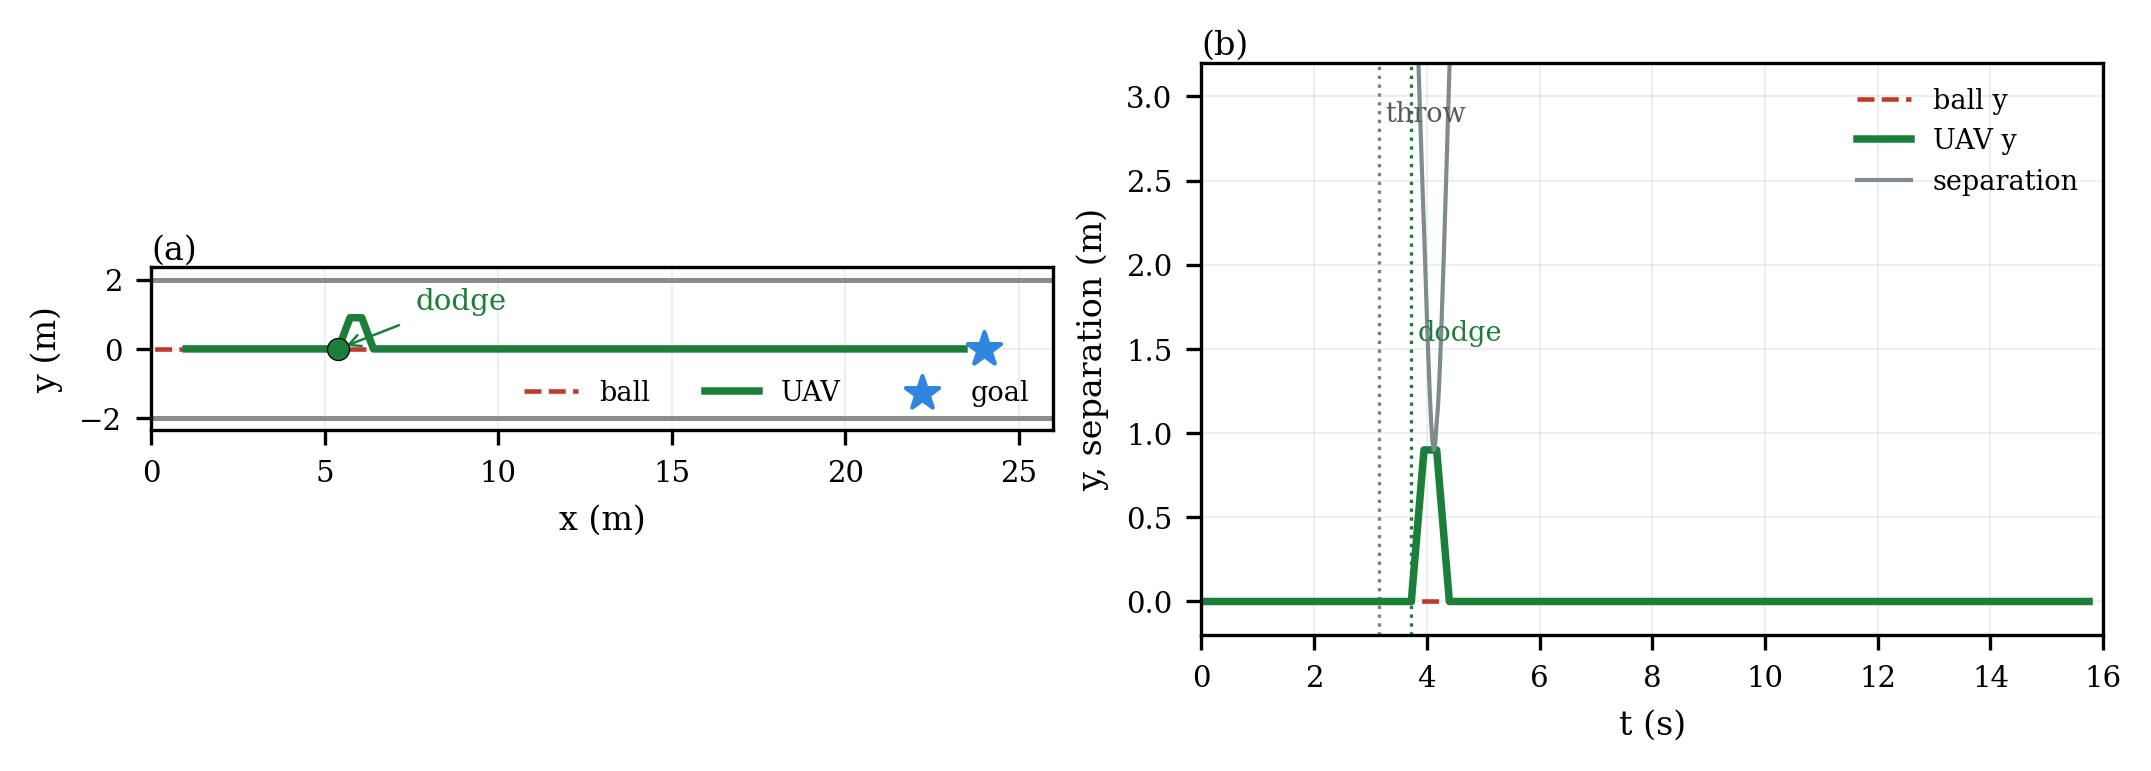 (a)
2
0
−2
y (m)
dodge
ball
UAV
goal
0
5
10
15
20
25
x (m)
(b)
3.0
2.5
2.0
1.5
1.0
0.5
0.0
y, separation (m)
throw
dodge
ball y
UAV y
separation
0
2
4
6
8
10
12
14
16
t (s)